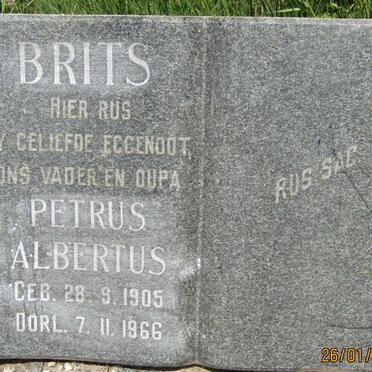 BRITS
HIER RUS
Y GELIEFDE EGGENOOT
ONS VADER EN OUPA
PETRUS
ALBERTUS
GEB. 28. 9. 1905
OORL. 7. 11. 1966
RUS SAG
26/01/